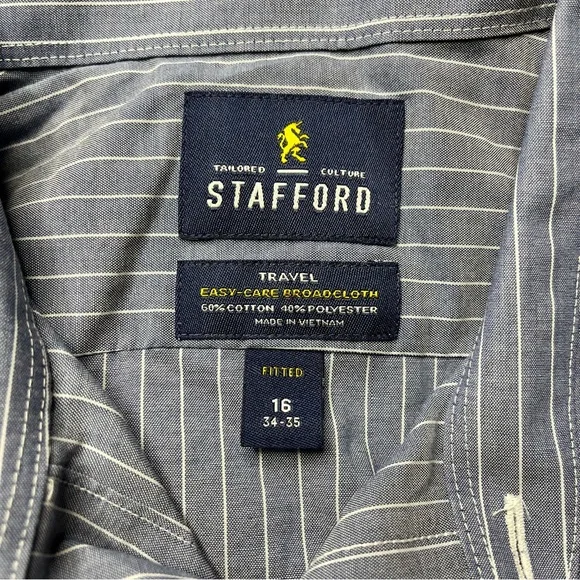 TAILORED CULTURE
STAFFORD
TRAVEL
EASY-CARE BROADCLOTH
60% COTTON 40% POLYESTER
MADE IN VIETNAM
FITTED
16
34-35